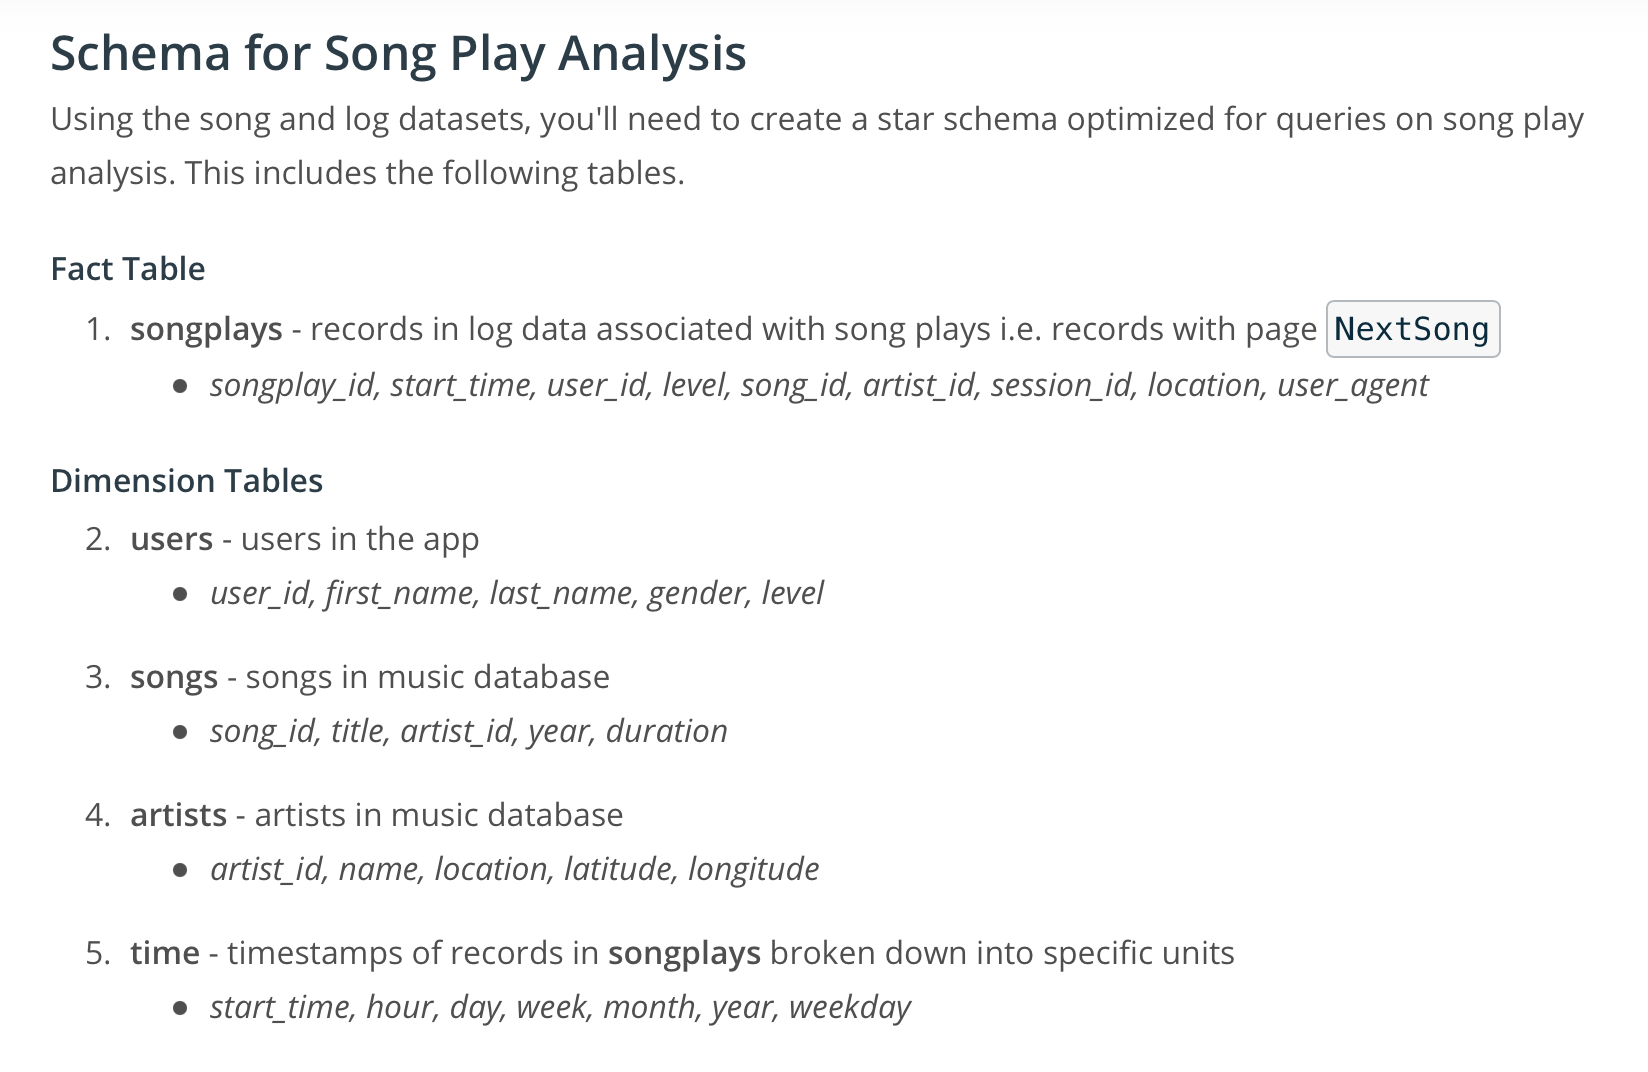 Schema for Song Play Analysis
Using the song and log datasets, you'll need to create a star schema optimized for queries on song play
analysis. This includes the following tables.
Fact Table
1. songplays - records in log data associated with song plays i.e. records with page NextSong
● songplay_id, start_time, user_id, level, song_id, artist_id, session_id, location, user_agent
Dimension Tables
2. users - users in the app
● user_id, first_name, last_name, gender, level
3. songs - songs in music database
● song_id, title, artist_id, year, duration
4. artists - artists in music database
● artist_id, name, location, latitude, longitude
5. time - timestamps of records in songplays broken down into specific units
● start_time, hour, day, week, month, year, weekday